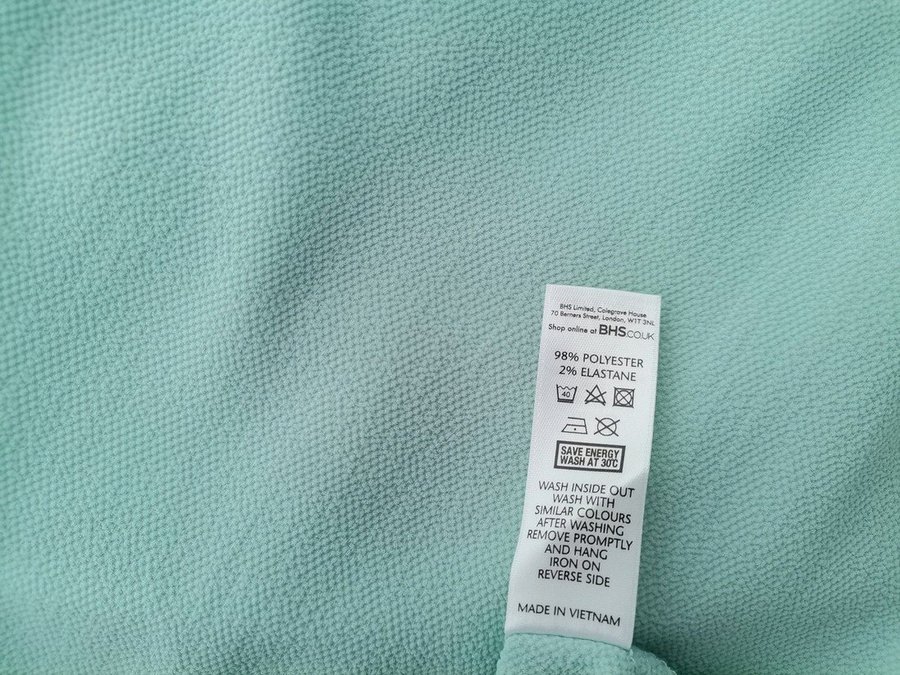 BHS Limited, Colegrave House
70 Berners Street, London, W1T 3NL
Shop online at BHS.CO.UK
98% POLYESTER
2% ELASTANE
40
SAVE ENERGY
WASH AT 30°C
WASH INSIDE OUT
WASH WITH
SIMILAR COLOURS
AFTER WASHING
REMOVE PROMPTLY
AND HANG
IRON ON
REVERSE SIDE
MADE IN VIETNAM